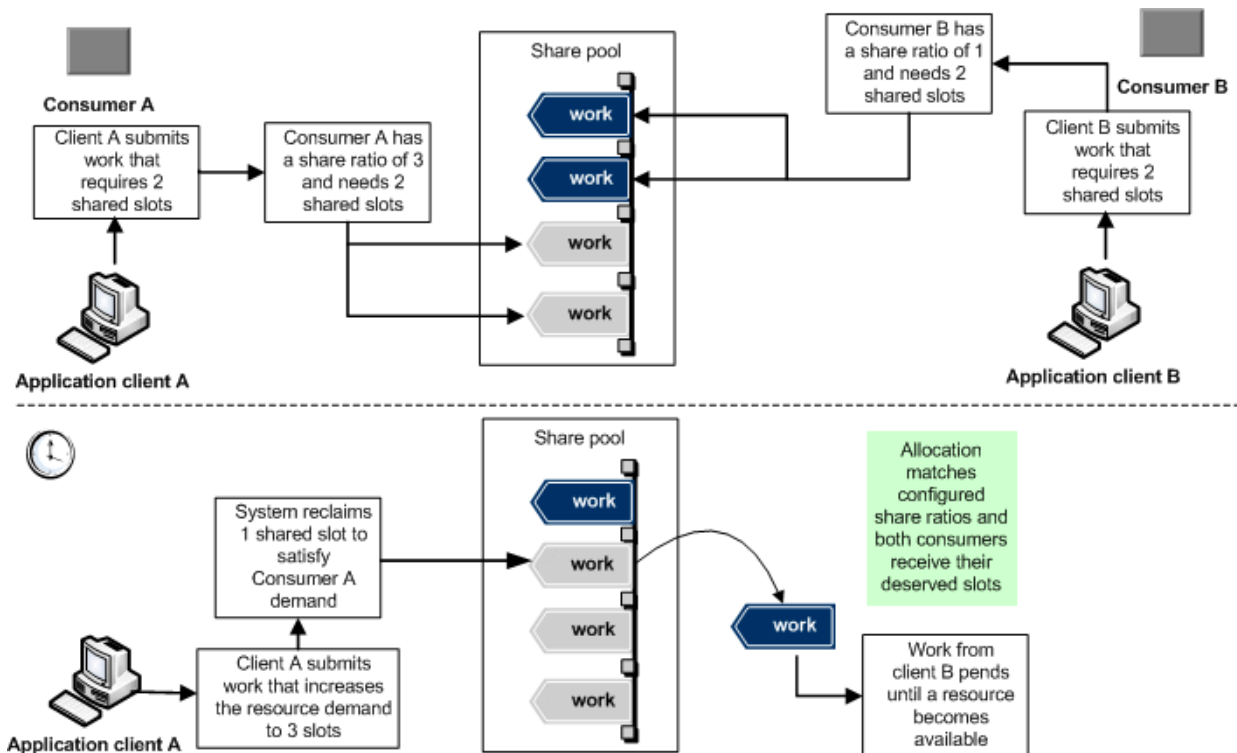 Consumer A
Client A submits
work that
requires 2
shared slots
Application client A
Consumer A has
a share ratio of 3
and needs 2
shared slots
Share pool
work
work
work
work
Consumer B has
a share ratio of 1
and needs 2
shared slots
Consumer B
Client B submits
work that
requires 2
shared slots
Application client B
Application client A
Client A submits
work that increases
the resource demand
to 3 slots
System reclaims
1 shared slot to
satisfy
Consumer A
demand
Share pool
work
work
work
work
work
Work from
client B pends
until a resource
becomes
available
Allocation
matches
configured
share ratios and
both consumers
receive their
deserved slots